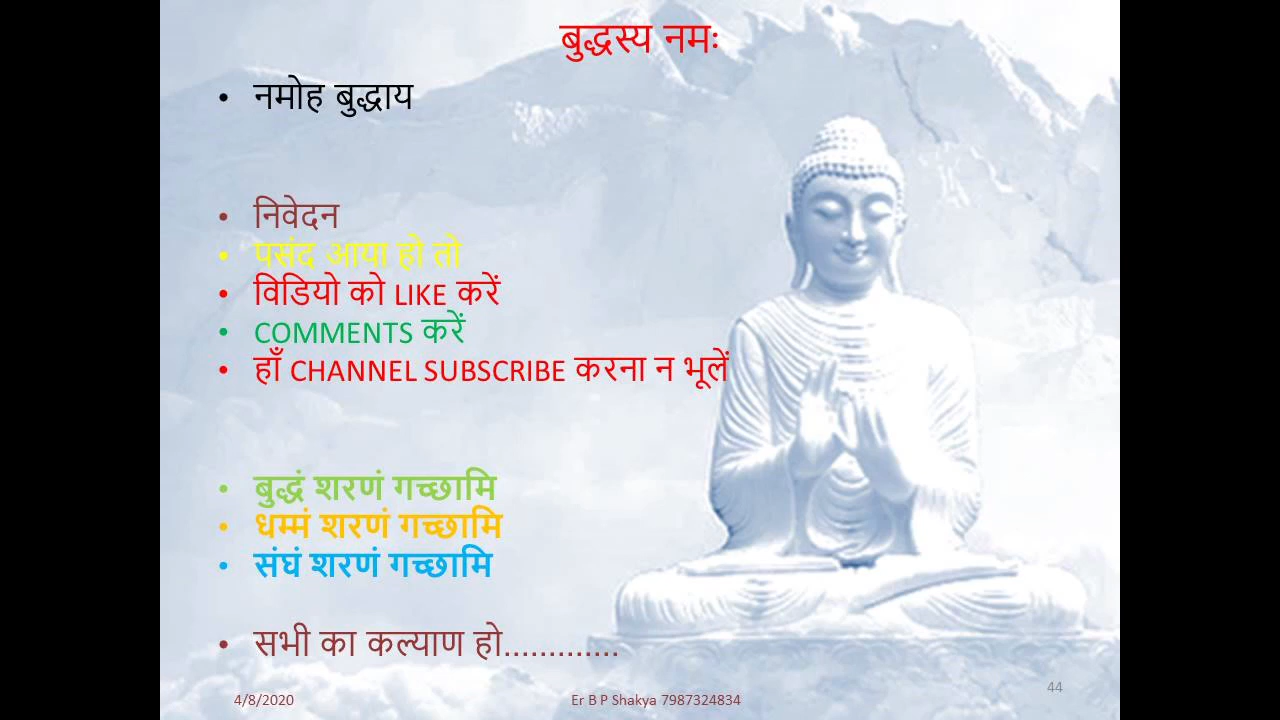 बुद्धस्य नमः
• नमोह बुद्धाय
• निवेदन
• पसंद आया हो तो
• विडियो को LIKE करें
• COMMENTS करें
• हाँ CHANNEL SUBSCRIBE करना न भूलें
• बुद्धं शरणं गच्छामि
• धम्मं शरणं गच्छामि
• संघं शरणं गच्छामि
• सभी का कल्याण हो.............
44
4/8/2020 Er B P Shakya 7987324834